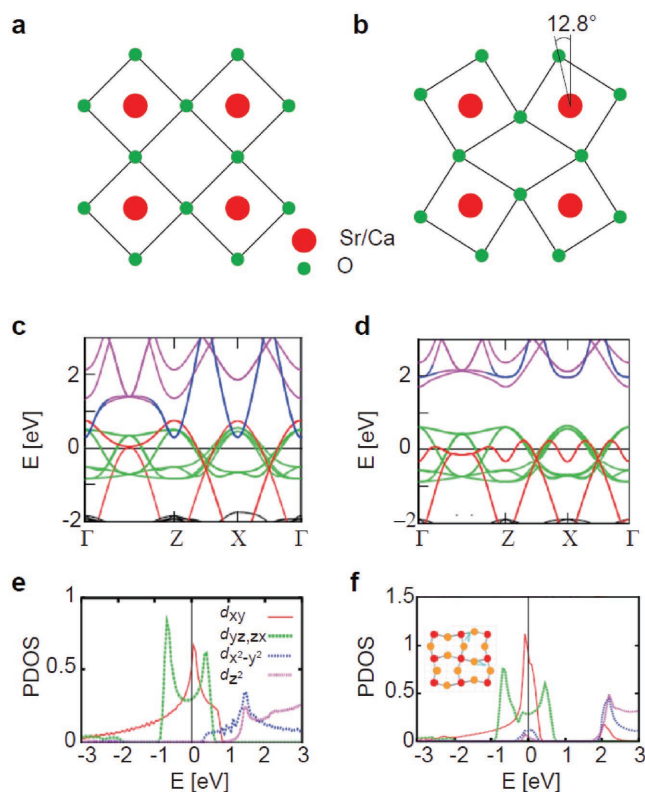 a
b
12.8°
Sr/Ca
O
c
d
E [eV]
2
0
-2
Γ
Z
X
Γ
E [eV]
2
0
−2
Γ
Z
X
Γ
e
f
PDOS
1
0.5
0
-3 -2 -1 0 1 2 3
E [eV]
dxy
dyz,zx
dx²-y²
dz²
PDOS
1.5
1
0.5
0
-3 -2 -1 0 1 2 3
E [eV]